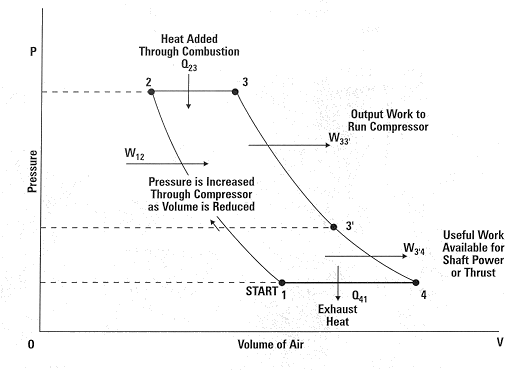 P
Heat Added
Through Combustion
Q23
2
3
Output Work to
Run Compressor
W33'
W12
Pressure is Increased
Through Compressor
as Volume is Reduced
Pressure
3'
Useful Work
Available for
Shaft Power
or Thrust
W3'4
START 1
Q41
4
Exhaust
Heat
0
Volume of Air
V